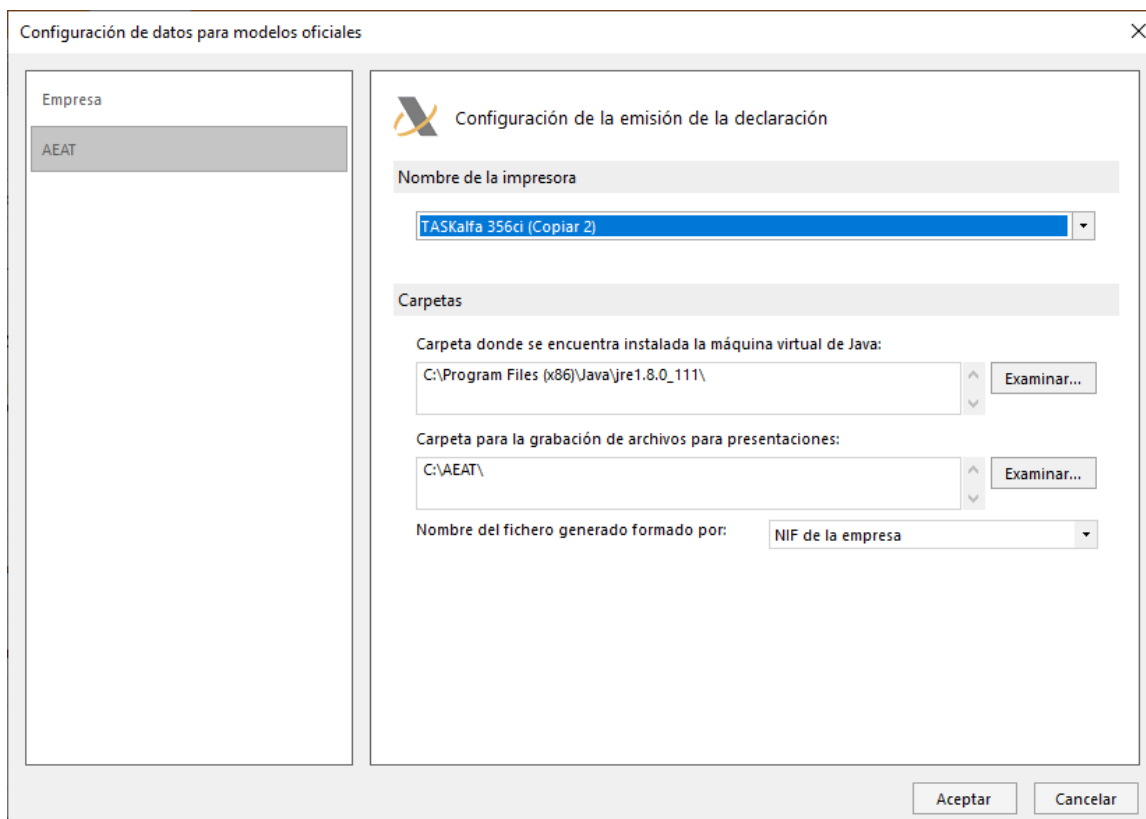 Configuración de datos para modelos oficiales
Empresa
AEAT
Configuración de la emisión de la declaración
Nombre de la impresora
TASKalfa 356ci (Copiar 2)
Carpetas
Carpeta donde se encuentra instalada la máquina virtual de Java:
C:\Program Files (x86)\Java\jre1.8.0_111\
Examinar...
Carpeta para la grabación de archivos para presentaciones:
C:\AEAT\
Examinar...
Nombre del fichero generado formado por:
NIF de la empresa
Aceptar
Cancelar